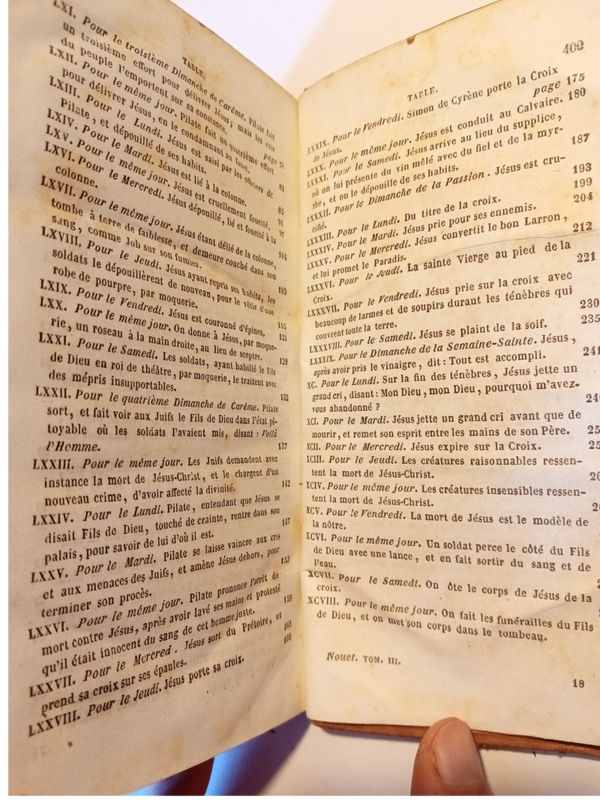 TABLE.
LXI. Pour le troisième Dimanche de Carême. Pilate fait
un troisième effort pour délivrer Jésus; mais les cris
du peuple l'emportent sur sa
LXII. Pour le même jour. Pilate fait un quatrième effort
pour délivrer Jésus, en le condamnant au fouet.
LXIII. Pour le Lundi. Jésus est saisi par les soldats de
Pilate, et dépouillé de ses habits.
LXIV. Pour le Mardi. Jésus est lié à la colonne.
LXV. Pour le même jour. Jésus est cruellement fouetté.
LXVI. Pour le Mercredi. Jésus dépouillé, lié et fouetté à la
colonne.
LXVII. Pour le même jour. Jésus étant délié de la colonne,
tombe à terre de faiblesse, et demeure couché dans son
sang, comme Job sur son fumier.
LXVIII. Pour le Jeudi. Jésus ayant repris ses habits, les
soldats le dépouillèrent de nouveau, pour le vêtir d'une
robe de pourpre, par moquerie.
LXIX. Pour le Vendredi. Jésus est couronné d'épines.
LXX. Pour le même jour. On donne à Jésus, par moque-
rie, un roseau à la main droite, au lieu de sceptre.
LXXI. Pour le Samedi. Les soldats, ayant habillé le Fils
de Dieu en roi de théâtre, par moquerie, le traitent avec
des mépris insupportables. 132
LXXII. Pour le quatrième Dimanche de Carême. Pilate
sort, et fait voir aux Juifs le Fils de Dieu dans l'état pi-
toyable où les soldats l'avaient mis, disant : Voilà
l'Homme. 137
LXXIII. Pour le même jour. Les Juifs demandent avec
instance la mort de Jésus-Christ, et le chargent d'un
nouveau crime, d'avoir affecté la divinité. 142
LXXIV. Pour le Lundi. Pilate, entendant que Jésus se
disait Fils de Dieu, touché de crainte, rentre dans son
palais, pour savoir de lui d'où il est. 147
LXXV. Pour le Mardi. Pilate se laisse vaincre aux cris
et aux menaces des Juifs, et amène Jésus dehors, pour
terminer son procès. 153
LXXVI. Pour le même jour. Pilate prononce l'arrêt de
mort contre Jésus, après avoir lavé ses mains et protesté
qu'il était innocent du sang de cet homme juste. 159
LXXVII. Pour le Mercred. Jésus sort du Prétoire, et
prend sa croix sur ses épaules.
LXXVIII. Pour le Jeudi. Jésus porte sa croix.
TABLE. 409
LXXIX. Pour le Vendredi. Simon de Cyrène porte la Croix
de Jésus. page 175
LXXX. Pour le même jour. Jésus est conduit au Calvaire. 180
LXXXI. Pour le Samedi. Jésus arrive au lieu du supplice,
où on lui présente du vin mêlé avec du fiel et de la myr-
rhe, et on le dépouille de ses habits. 187
LXXXII. Pour le Dimanche de la Passion. Jésus est cru-
cifié. 193
LXXXIII. Pour le Lundi. Du titre de la croix. 199
LXXXIV. Pour le Mardi. Jésus prie pour ses ennemis. 204
LXXXV. Pour le Mercredi. Jésus convertit le bon Larron,
et lui promet le Paradis. 212
LXXXVI. Pour le Jeudi. La sainte Vierge au pied de la
Croix. 221
LXXXVII. Pour le Vendredi. Jésus prie sur la croix avec
beaucoup de larmes et de soupirs durant les ténèbres qui
couvrent toute la terre. 230
LXXXVIII. Pour le Samedi. Jésus se plaint de la soif. 235
LXXXIX. Pour le Dimanche de la Semaine-Sainte. Jésus,
après avoir pris le vinaigre, dit : Tout est accompli.
XC. Pour le Lundi. Sur la fin des ténèbres, Jésus jette un
grand cri, disant: Mon Dieu, mon Dieu, pourquoi m'avez-
vous abandonné ?
XCI. Pour le Mardi. Jésus jette un grand cri avant que de
mourir, et remet son esprit entre les mains de son Père.
XCII. Pour le Mercredi. Jésus expire sur la Croix.
XCIII. Pour le Jeudi. Les créatures raisonnables ressen-
tent la mort de Jésus-Christ.
XCIV. Pour le même jour. Les créatures insensibles ressen-
tent la mort de Jésus-Christ.
XCV. Pour le Vendredi. La mort de Jésus est le modèle de
la nôtre.
XCVI. Pour le même jour. Un soldat perce le côté du Fils
de Dieu avec une lance, et en fait sortir du sang et de
l'eau.
XCVII. Pour le Samedi. On ôte le corps de Jésus de la
croix.
XCVIII. Pour le même jour. On fait les funérailles du Fils
de Dieu, et on met son corps dans le tombeau.
Nouet. TOM. III.
18